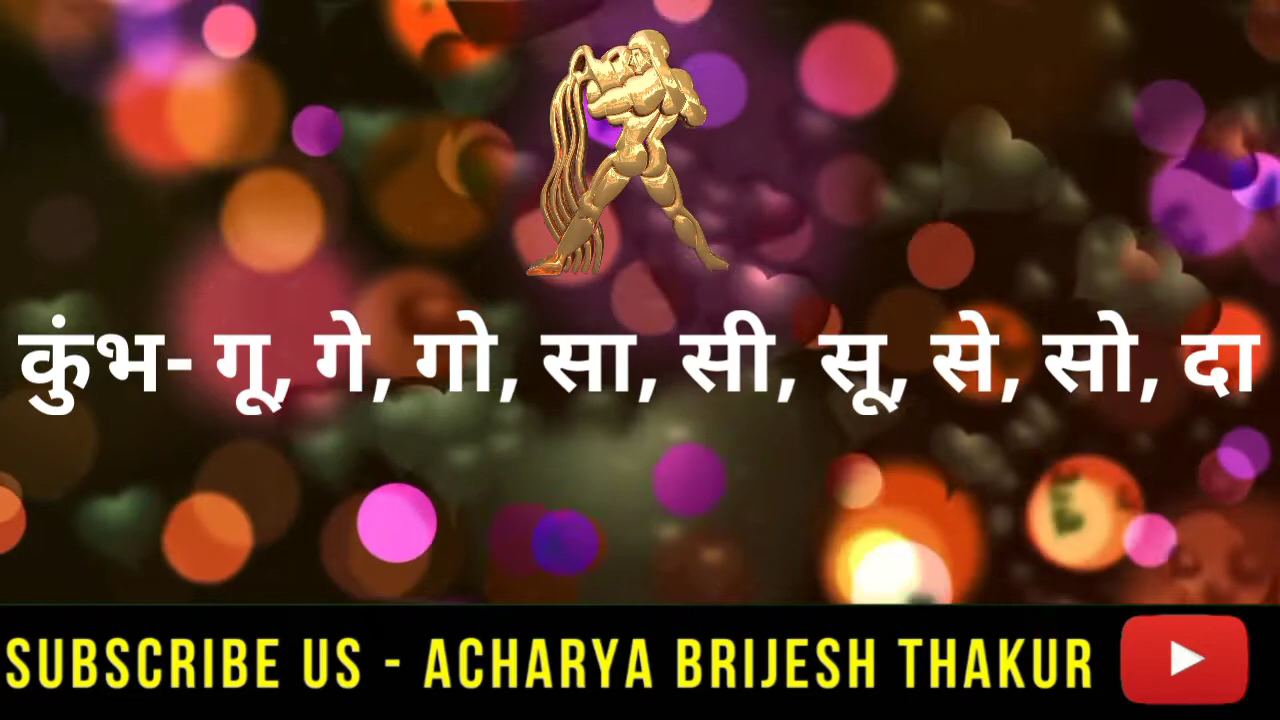 कुंभ- गू, गे, गो, सा, सी, सू, से, सो, दा
SUBSCRIBE US - ACHARYA BRIJESH THAKUR